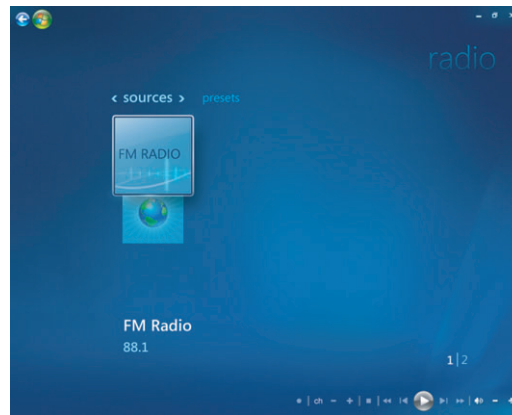 radio
< sources > presets
FM RADIO
FM Radio
88.1
1|2
ch